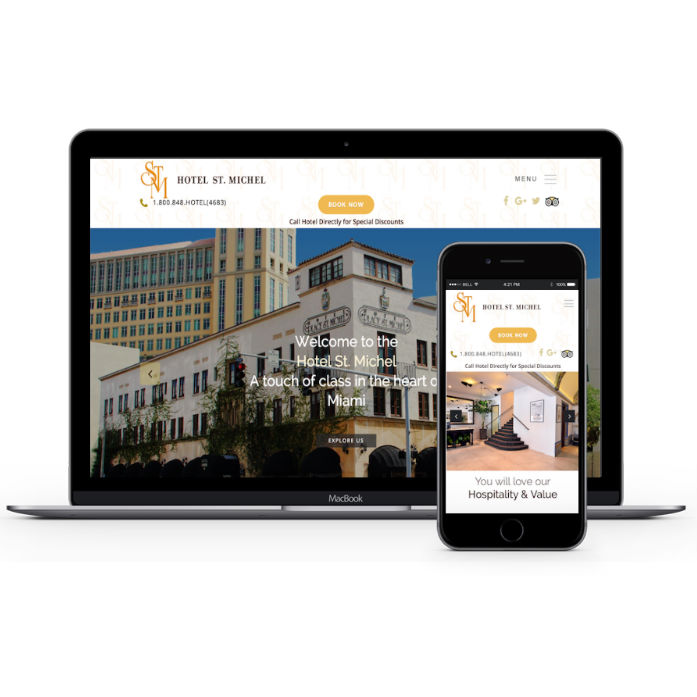 STM
HOTEL ST. MICHEL
MENU
1.800.848.HOTEL(4683)
BOOK NOW
f G+
Call Hotel Directly for Special Discounts
HOTEL ST. MICHEL
Welcome to the
Hotel St. Michel
A touch of class in the heart o
Miami
EXPLORE US
MacBook
BELL
4:21 PM
100%
STM
HOTEL ST. MICHEL
BOOK NOW
1.800.848.HOTEL(4683)
f G+
Call Hotel Directly for Special Discounts
You will love our
Hospitality & Value